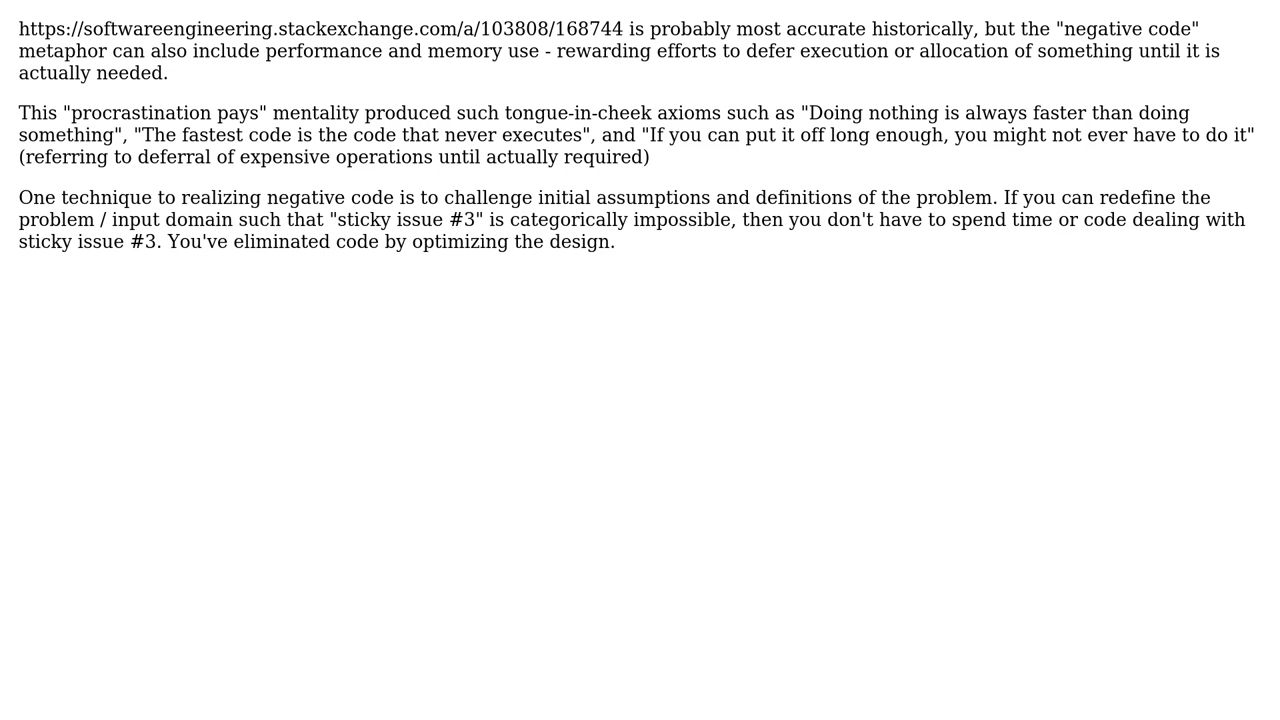 https://softwareengineering.stackexchange.com/a/103808/168744 is probably most accurate historically, but the "negative code"
metaphor can also include performance and memory use - rewarding efforts to defer execution or allocation of something until it is
actually needed.
This "procrastination pays" mentality produced such tongue-in-cheek axioms such as "Doing nothing is always faster than doing
something", "The fastest code is the code that never executes", and "If you can put it off long enough, you might not ever have to do it"
(referring to deferral of expensive operations until actually required)
One technique to realizing negative code is to challenge initial assumptions and definitions of the problem. If you can redefine the
problem / input domain such that "sticky issue #3" is categorically impossible, then you don't have to spend time or code dealing with
sticky issue #3. You've eliminated code by optimizing the design.